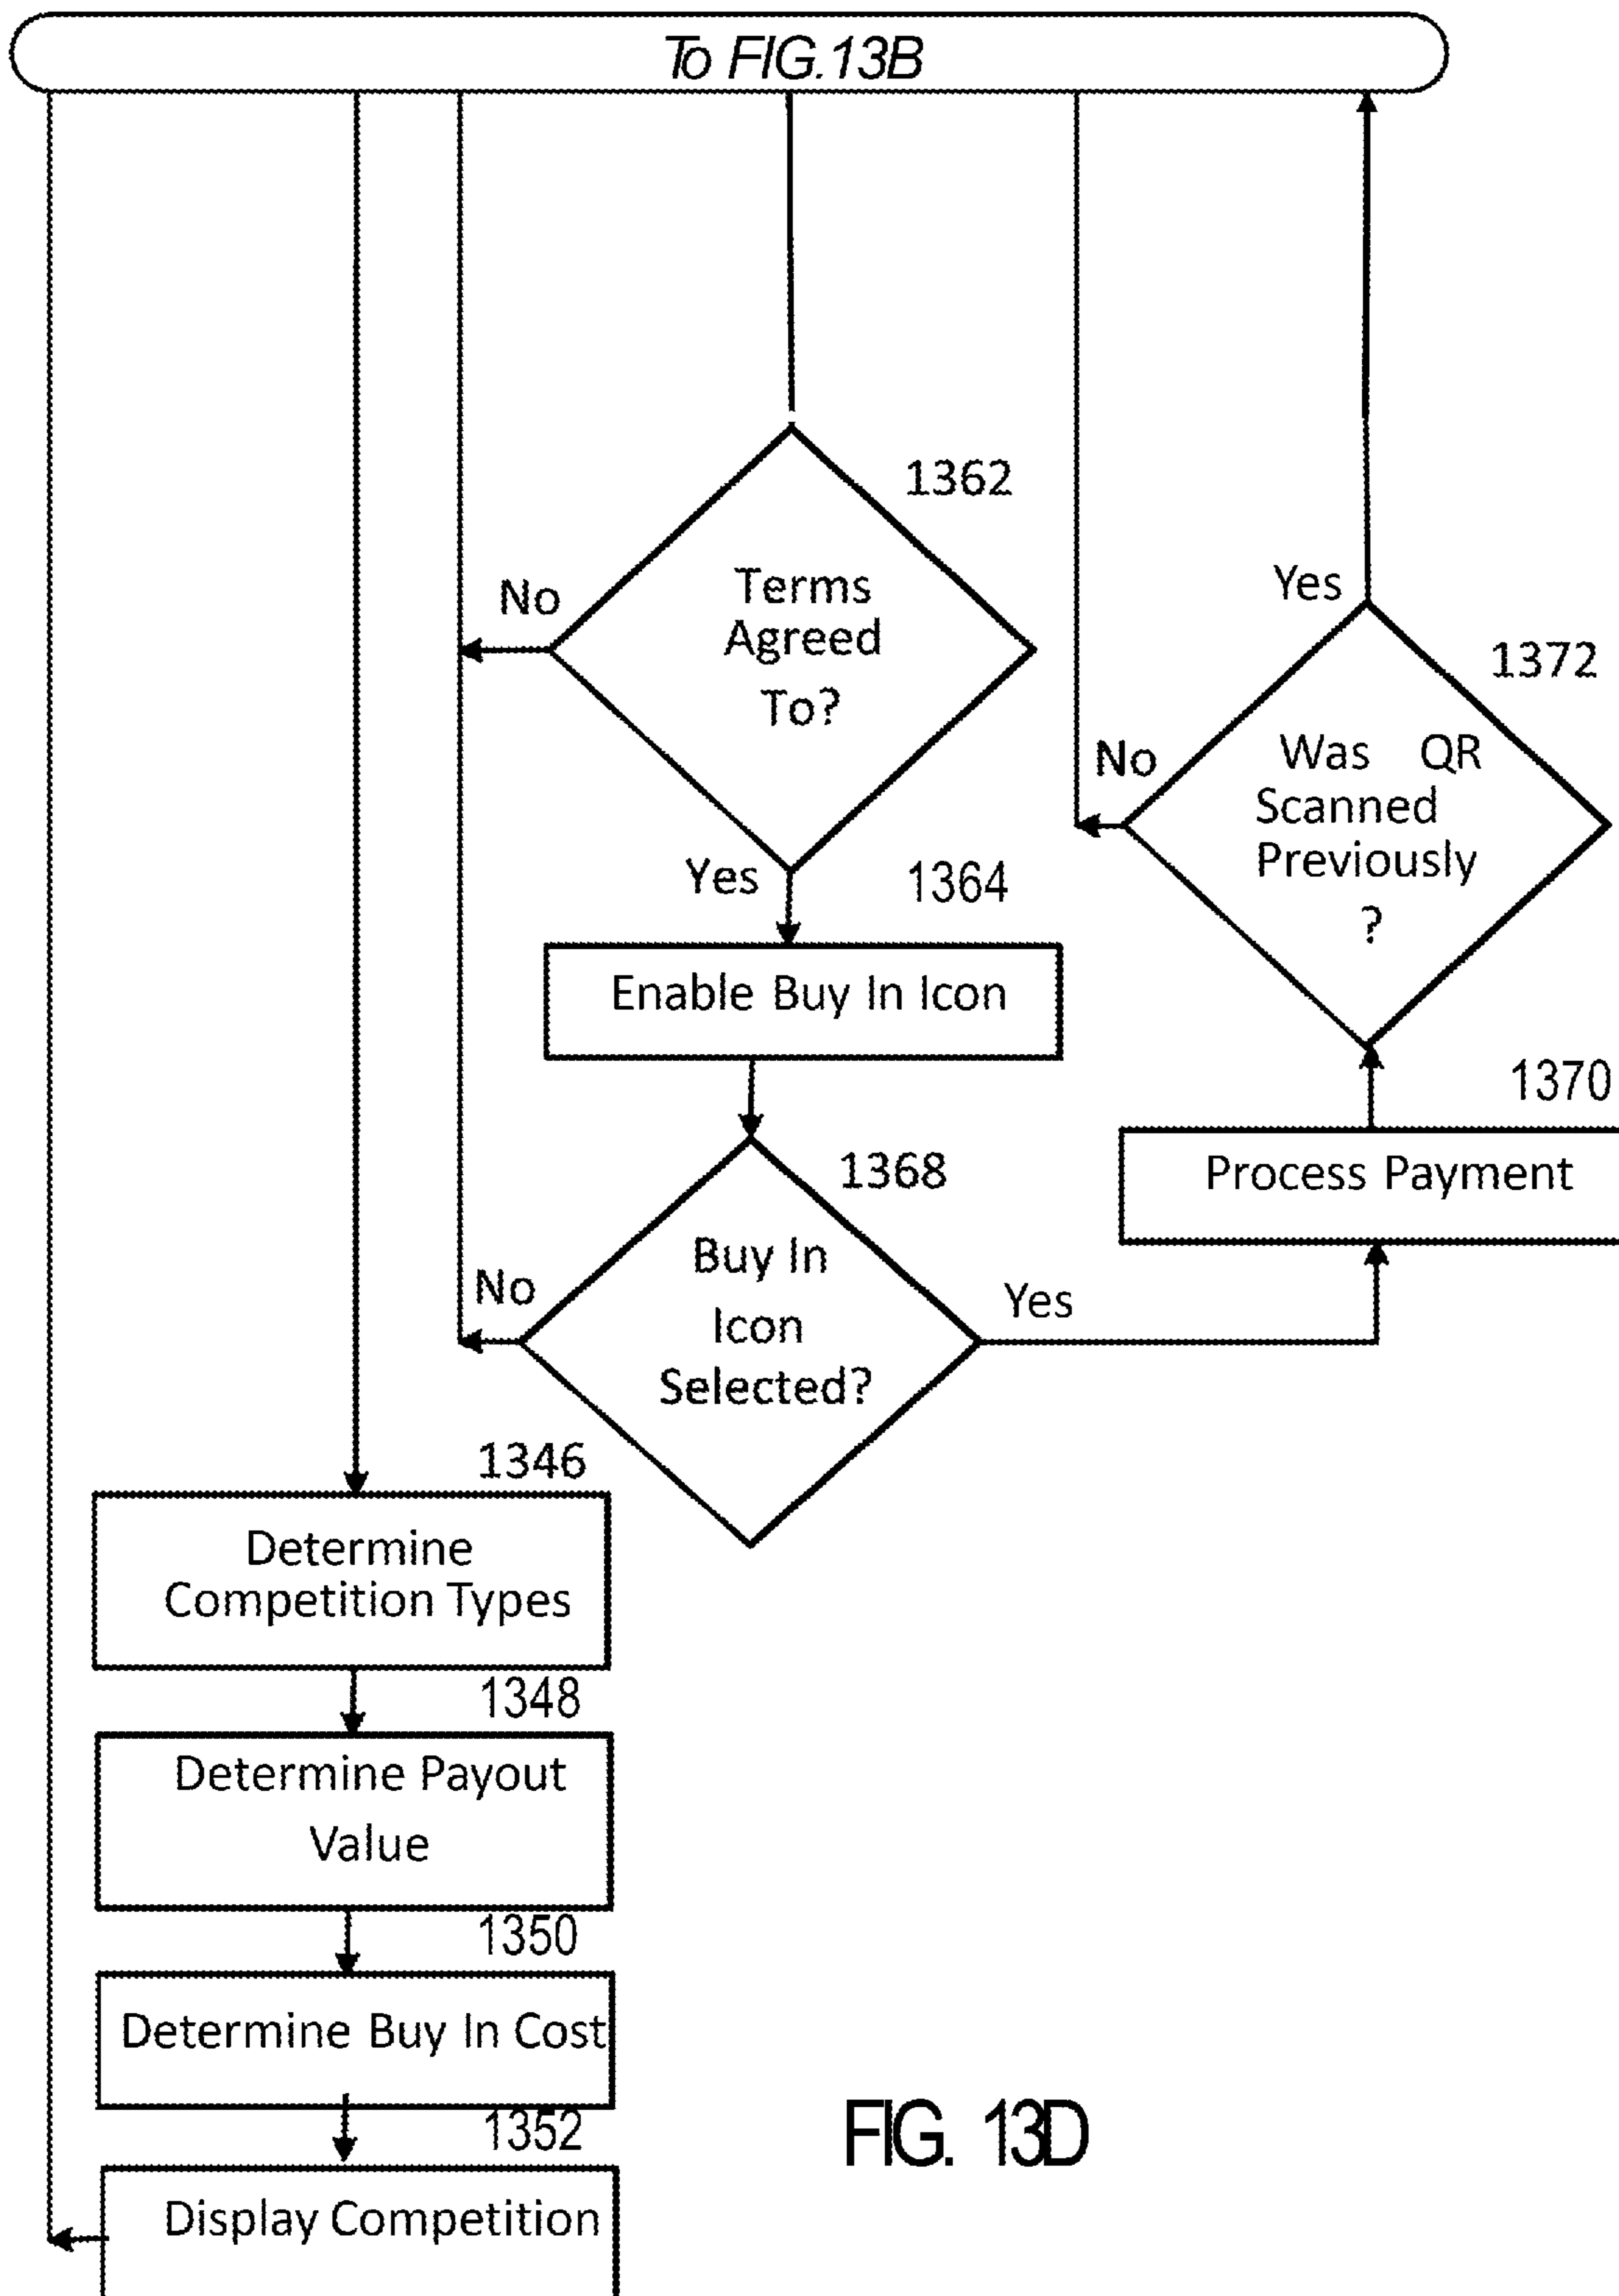 To FIG.13B
1362
No
Terms
Agreed
To?
Yes
1372
No
Was QR
Scanned
Previously
?
Yes
1364
Enable Buy In Icon
1370
Process Payment
1368
Buy In
Icon
Selected?
No
Yes
1346
Determine
Competition Types
1348
Determine Payout
Value
1350
Determine Buy In Cost
1352
Display Competition
FIG. 13D